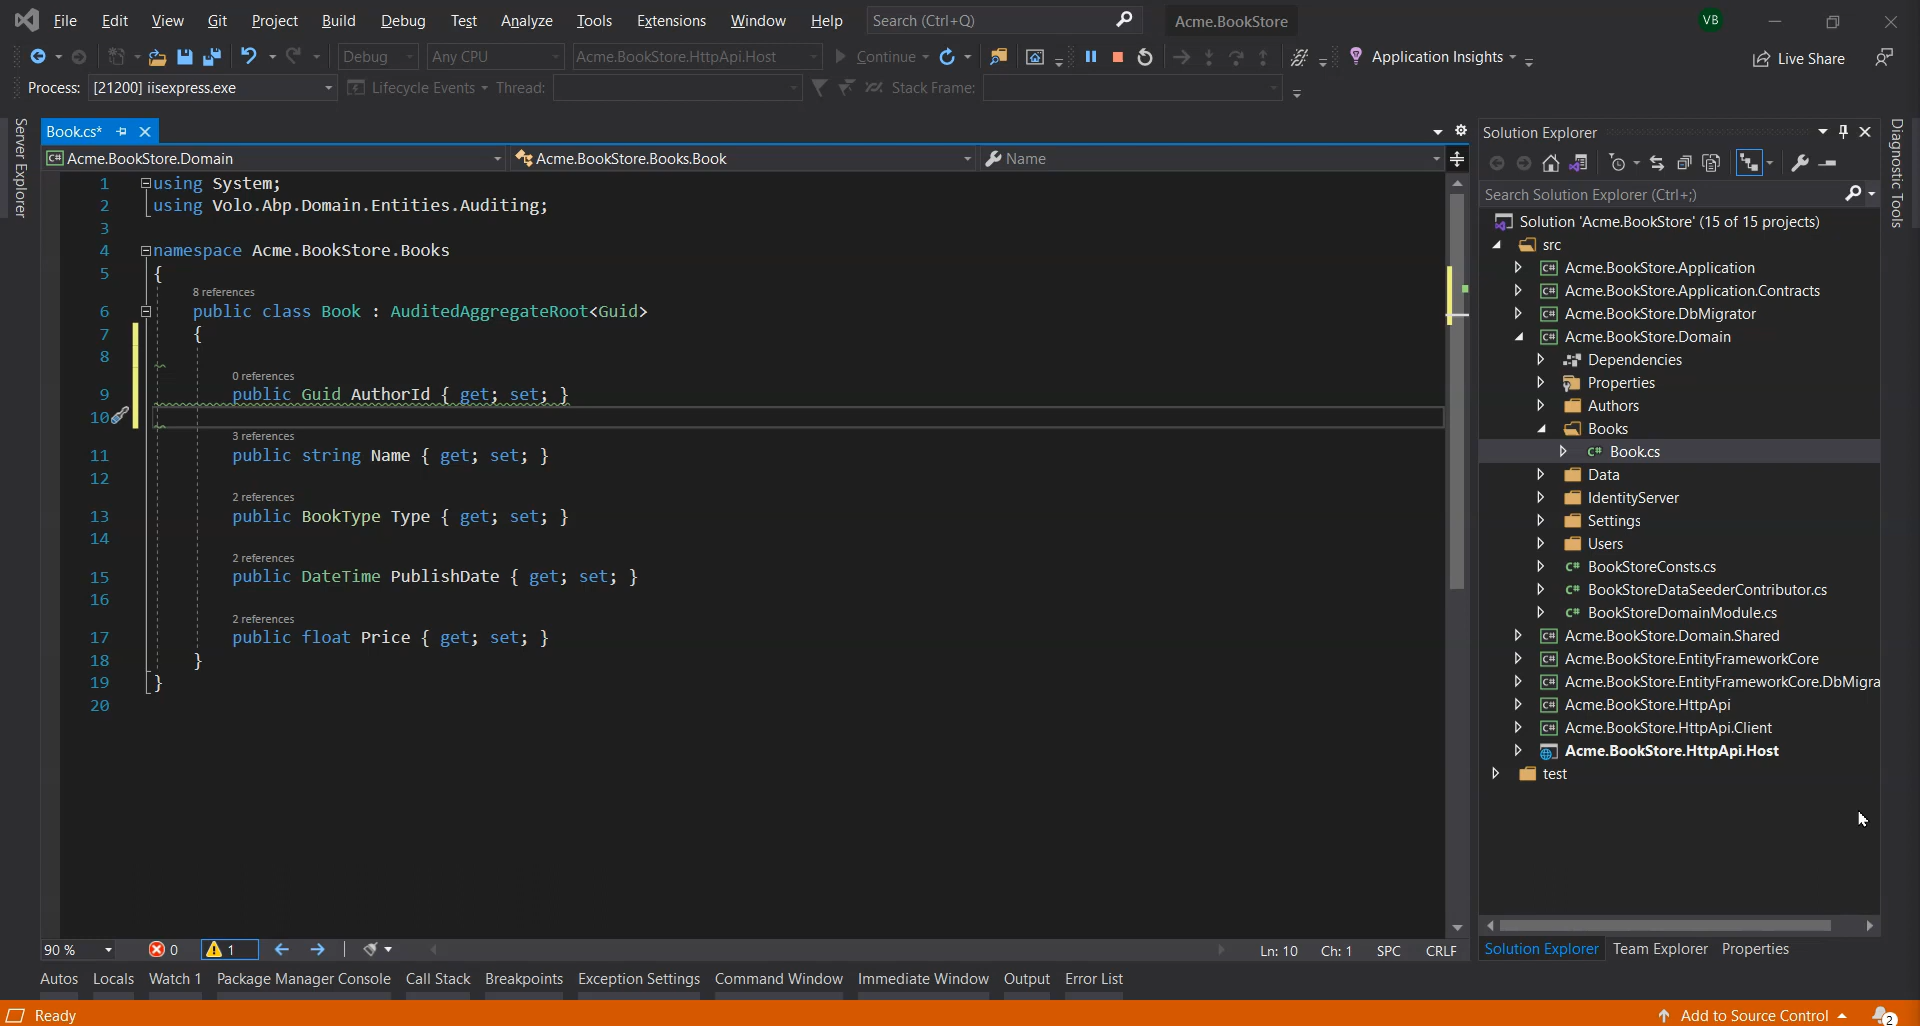 File Edit View Git Project Build Debug Test Analyze Tools Extensions Window Help Search (Ctrl+Q) Acme.BookStore VB
Debug Any CPU Acme.BookStore.HttpApi.Host Continue Application Insights Live Share
Process: [21200] iisexpress.exe Lifecycle Events Thread: Stack Frame:
Server Explorer
Book.cs*
Acme.BookStore.Domain Acme.BookStore.Books.Book Name
1 using System;
2 using Volo.Abp.Domain.Entities.Auditing;
3
4 namespace Acme.BookStore.Books
5 {
8 references
6 public class Book : AuditedAggregateRoot<Guid>
7 {
8
0 references
9 public Guid AuthorId { get; set; }
10
3 references
11 public string Name { get; set; }
12
2 references
13 public BookType Type { get; set; }
14
2 references
15 public DateTime PublishDate { get; set; }
16
2 references
17 public float Price { get; set; }
18 }
19 }
20
90 % 0 1 Ln: 10 Ch: 1 SPC CRLF
Solution Explorer
Search Solution Explorer (Ctrl+;)
Solution 'Acme.BookStore' (15 of 15 projects)
src
C# Acme.BookStore.Application
C# Acme.BookStore.Application.Contracts
C# Acme.BookStore.DbMigrator
C# Acme.BookStore.Domain
Dependencies
Properties
Authors
Books
C# Book.cs
Data
IdentityServer
Settings
Users
C# BookStoreConsts.cs
C# BookStoreDataSeederContributor.cs
C# BookStoreDomainModule.cs
C# Acme.BookStore.Domain.Shared
C# Acme.BookStore.EntityFrameworkCore
C# Acme.BookStore.EntityFrameworkCore.DbMigra
C# Acme.BookStore.HttpApi
C# Acme.BookStore.HttpApi.Client
Acme.BookStore.HttpApi.Host
test
Solution Explorer Team Explorer Properties
Diagnostic Tools
Autos Locals Watch 1 Package Manager Console Call Stack Breakpoints Exception Settings Command Window Immediate Window Output Error List
Ready Add to Source Control 2